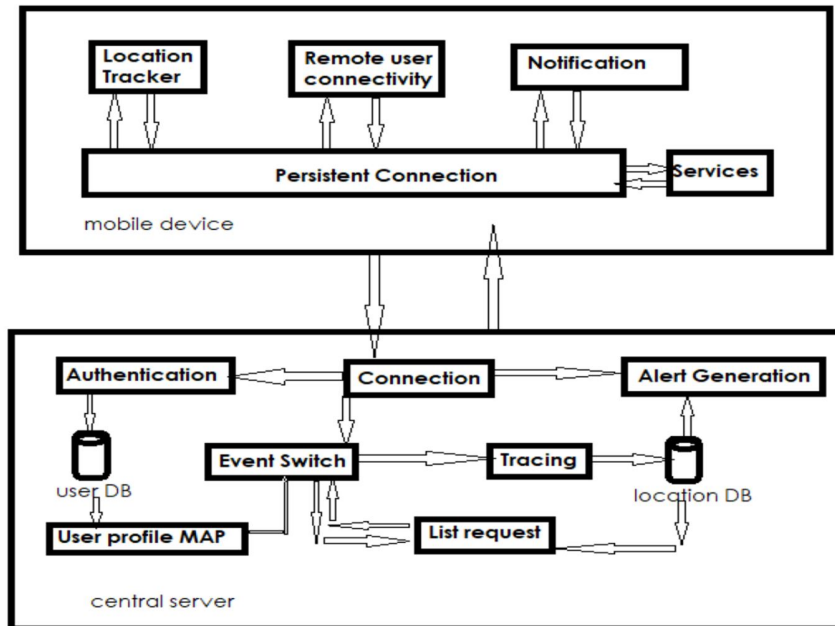 Location
Tracker
Remote user
connectivity
Notification
Persistent Connection
Services
mobile device
Authentication
Connection
Alert Generation
Event Switch
Tracing
user DB
location DB
User profile MAP
List request
central server